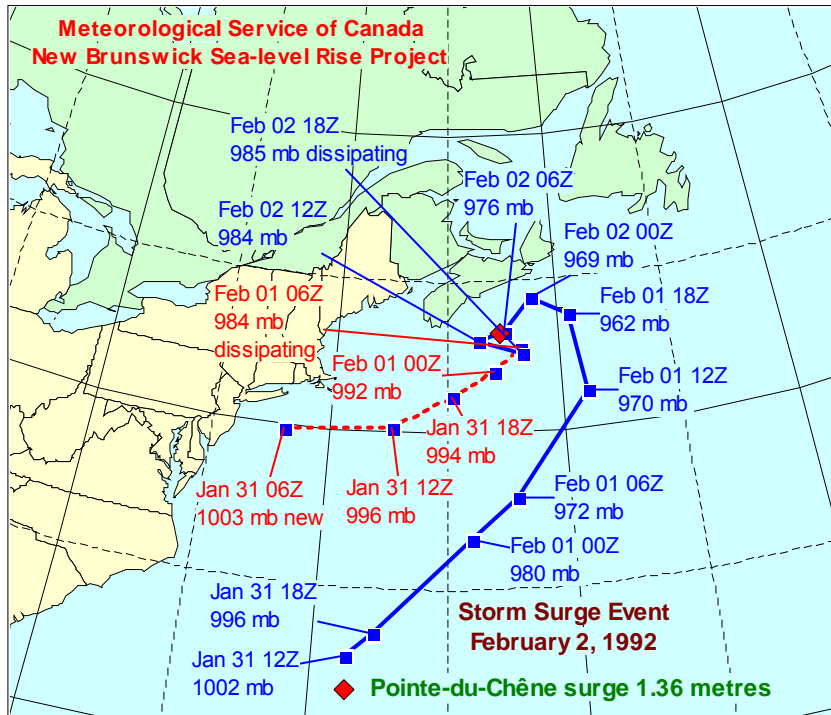 Meteorological Service of Canada
New Brunswick Sea-level Rise Project
Feb 02 18Z
985 mb dissipating
Feb 02 12Z
984 mb
Feb 02 06Z
976 mb
Feb 02 00Z
969 mb
Feb 01 18Z
962 mb
Feb 01 06Z
984 mb
dissipating
Feb 01 00Z
992 mb
Feb 01 12Z
970 mb
Jan 31 18Z
994 mb
Jan 31 06Z
1003 mb new
Jan 31 12Z
996 mb
Feb 01 06Z
972 mb
Feb 01 00Z
980 mb
Jan 31 18Z
996 mb
Jan 31 12Z
1002 mb
Storm Surge Event
February 2, 1992
Pointe-du-Chêne surge 1.36 metres